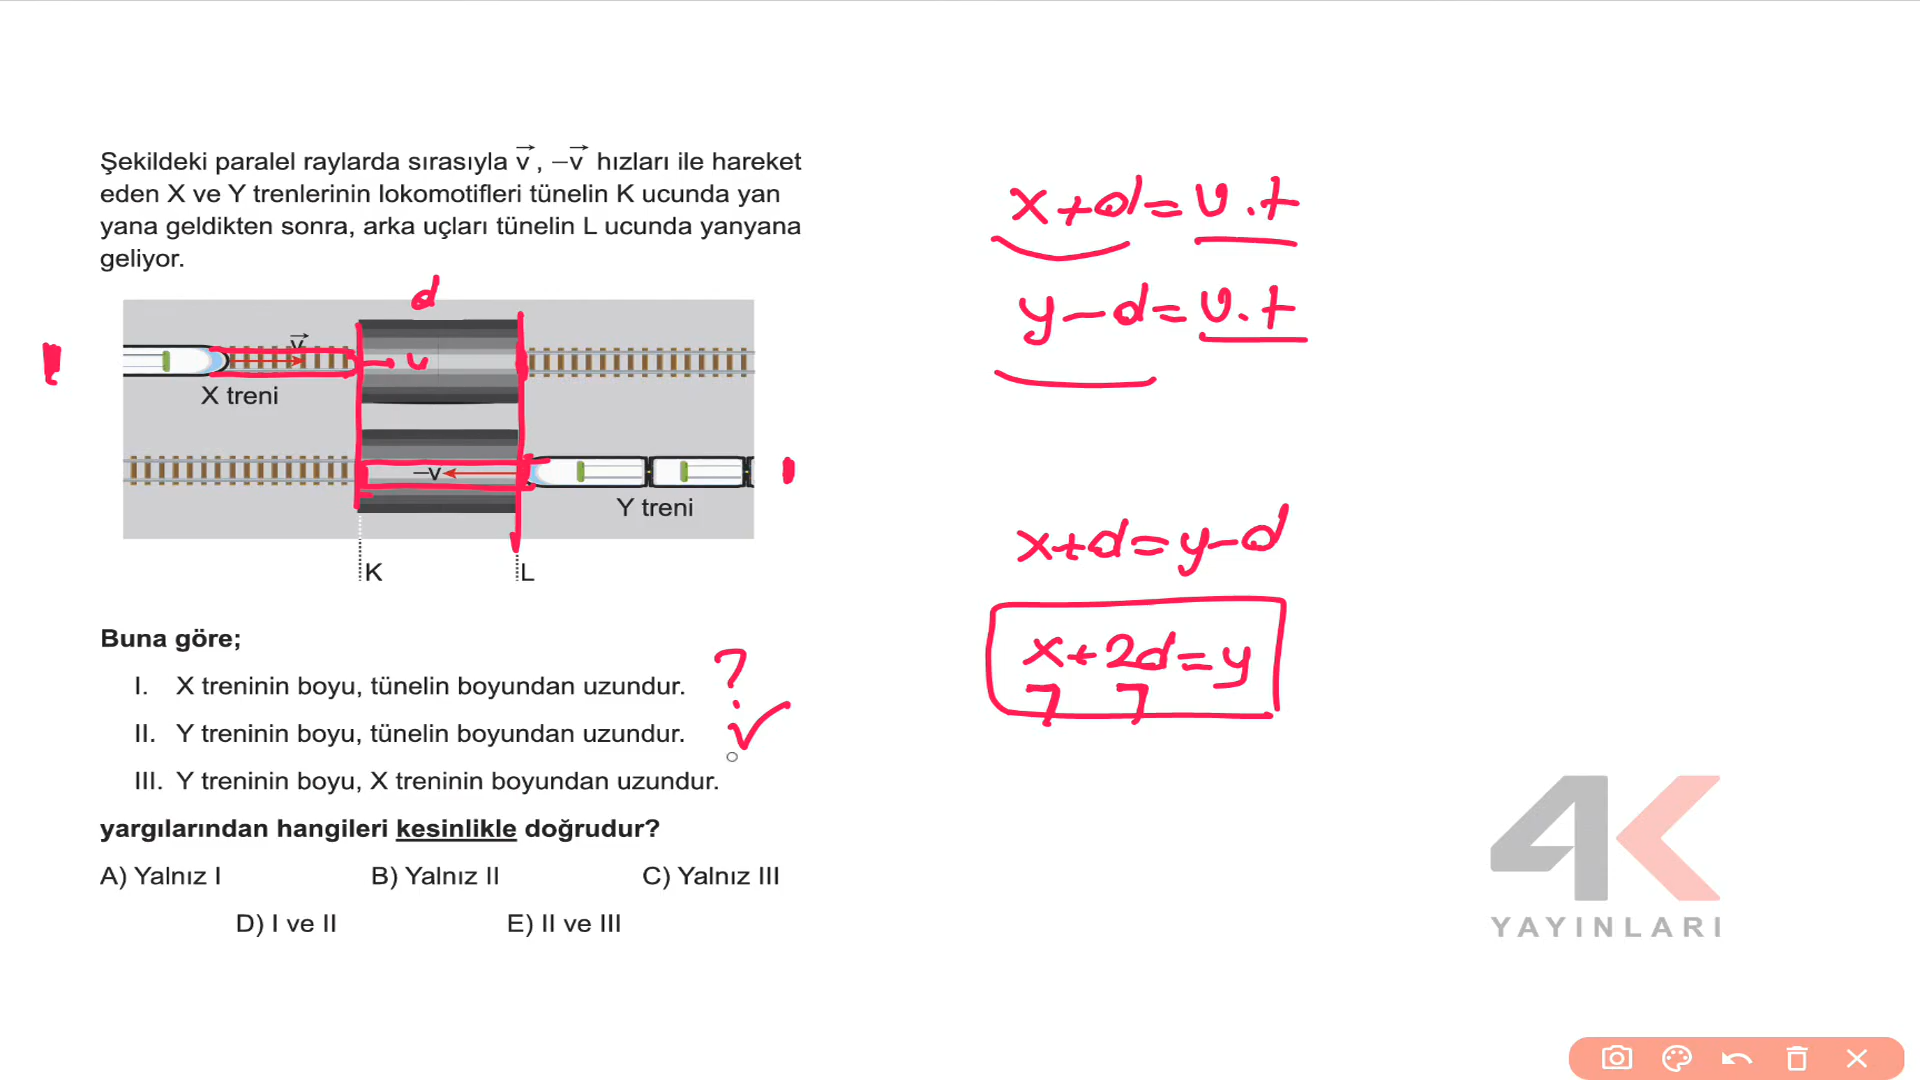 Şekildeki paralel raylarda sırasıyla v⃗, –v⃗ hızları ile hareket
eden X ve Y trenlerinin lokomotifleri tünelin K ucunda yan
yana geldikten sonra, arka uçları tünelin L ucunda yanyana
geliyor.
d
v⃗
υ
X treni
–v
Y treni
K
L
Buna göre;
I. X treninin boyu, tünelin boyundan uzundur. ?
II. Y treninin boyu, tünelin boyundan uzundur. ✓
III. Y treninin boyu, X treninin boyundan uzundur.
yargılarından hangileri kesinlikle doğrudur?
A) Yalnız I B) Yalnız II C) Yalnız III
D) I ve II E) II ve III
x+d=υ.t
y–d=υ.t
x+d=y–d
x+2d=y
7 7
4K
YAYINLARI